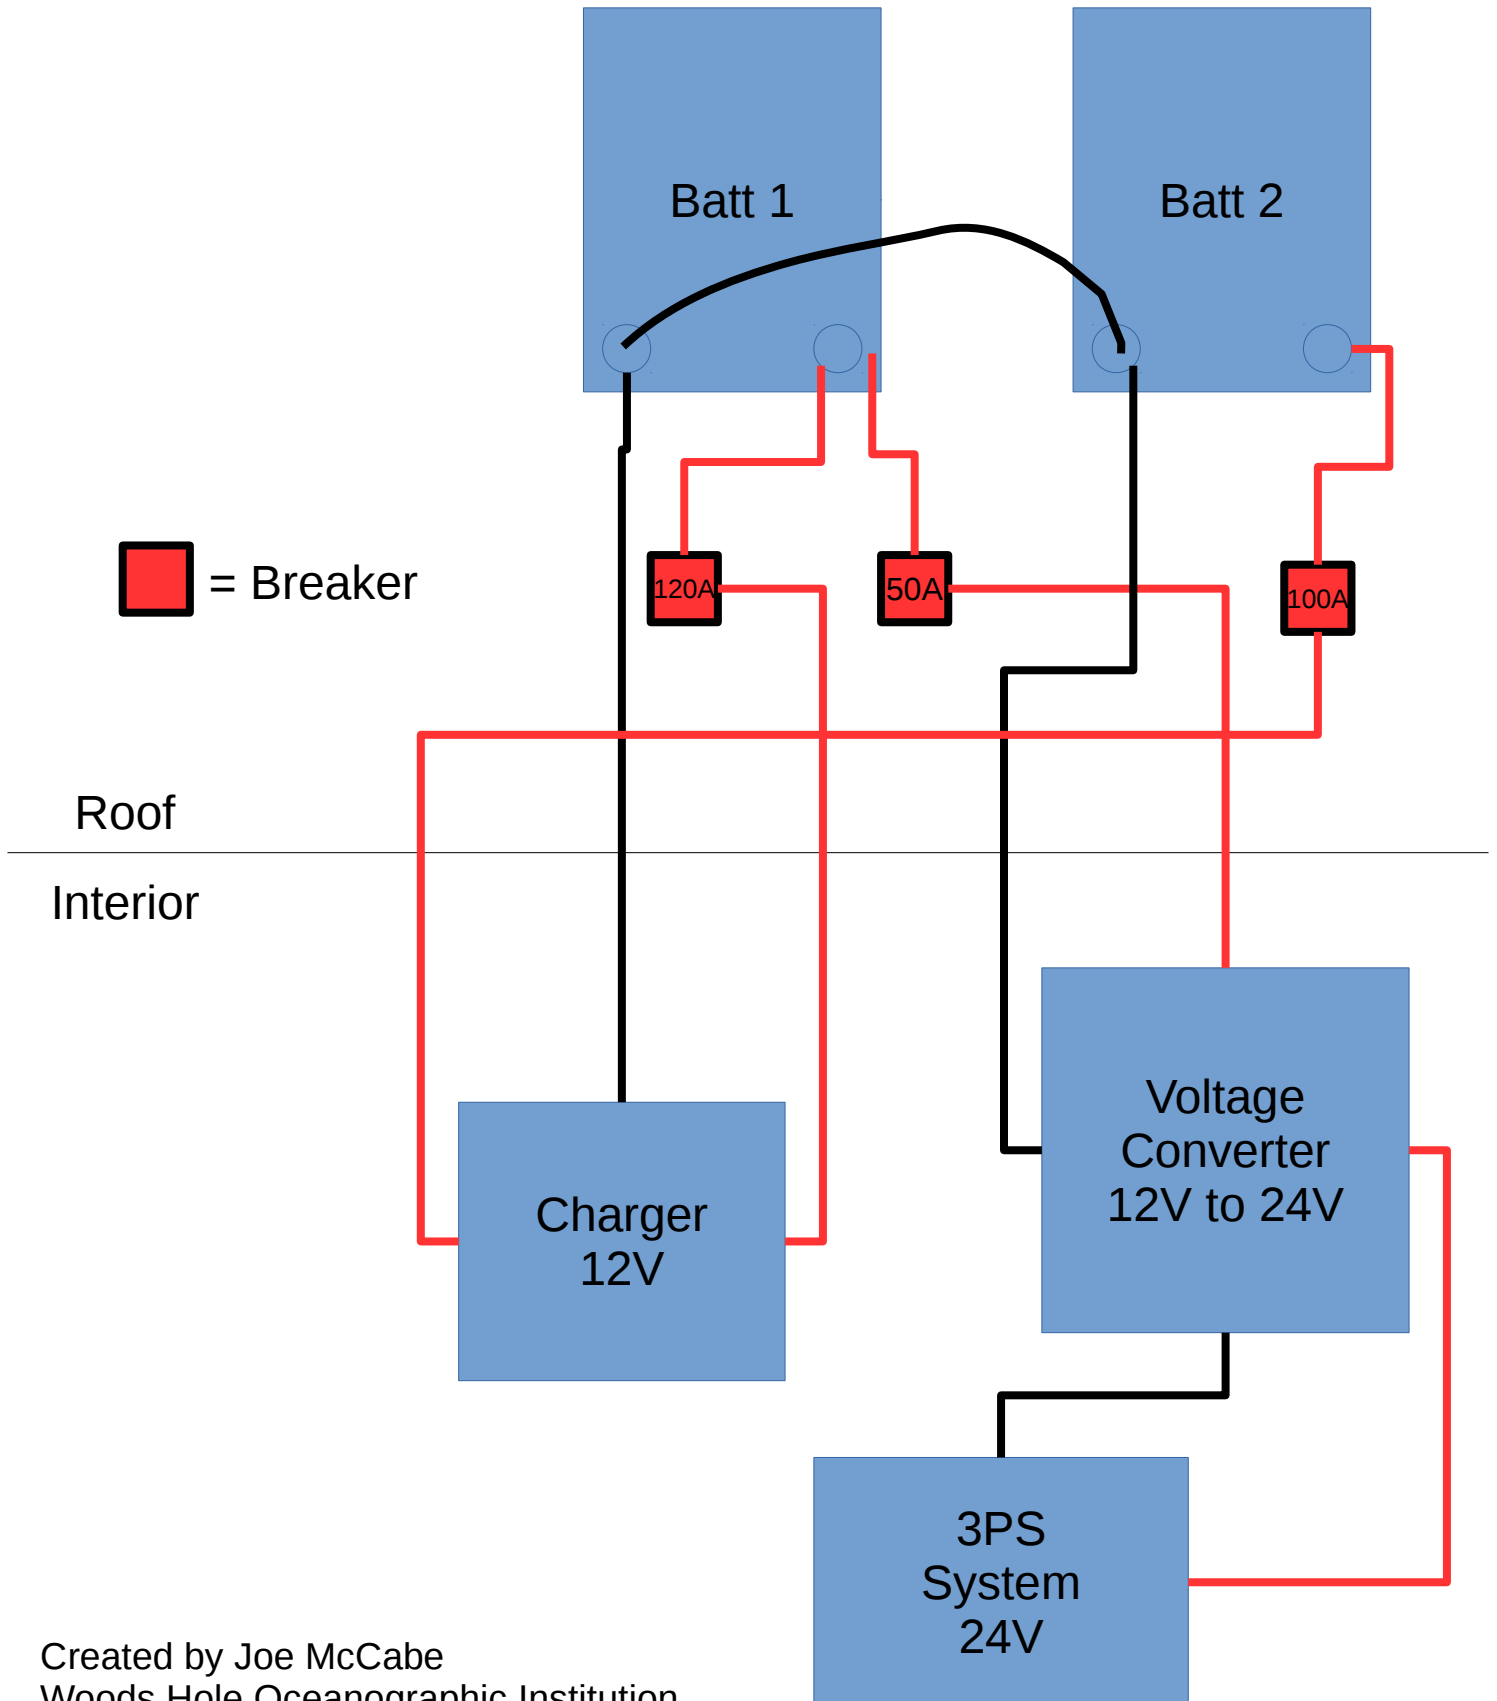 Batt 1
Batt 2
= Breaker
120A
50A
100A
Roof
Interior
Voltage
Converter
12V to 24V
Charger
12V
3PS
System
24V
Created by Joe McCabe
Woods Hole Oceanographic Institution